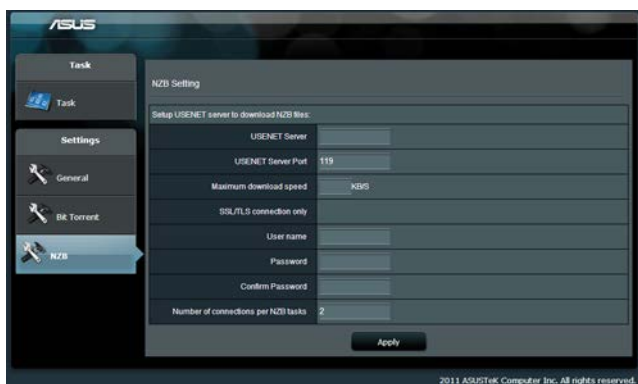 ASUS
Task
Task
Settings
General
Bit Torrent
NZB
NZB Setting
Setup USENET server to download NZB files:
USENET Server
USENET Server Port 119
Maximum download speed KB/S
SSL/TLS connection only
User name
Password
Confirm Password
Number of connections per NZB tasks 2
Apply
2011 ASUSTeK Computer Inc. All rights reserved.